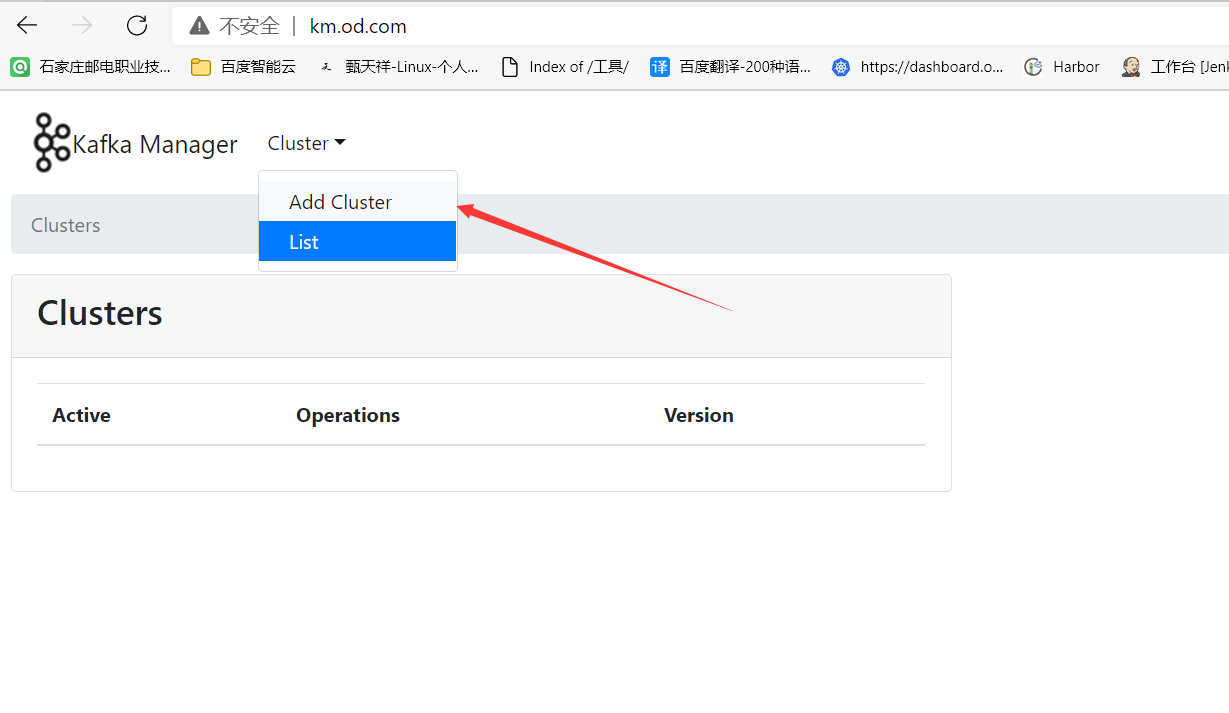 不安全 | km.od.com
石家庄邮电职业技... 百度智能云 甄天祥-Linux-个人... Index of /工具/ 译 百度翻译-200种语... https://dashboard.o... Harbor 工作台 [Jenk
Kafka Manager Cluster
Add Cluster
Clusters
List
Clusters
Active Operations Version